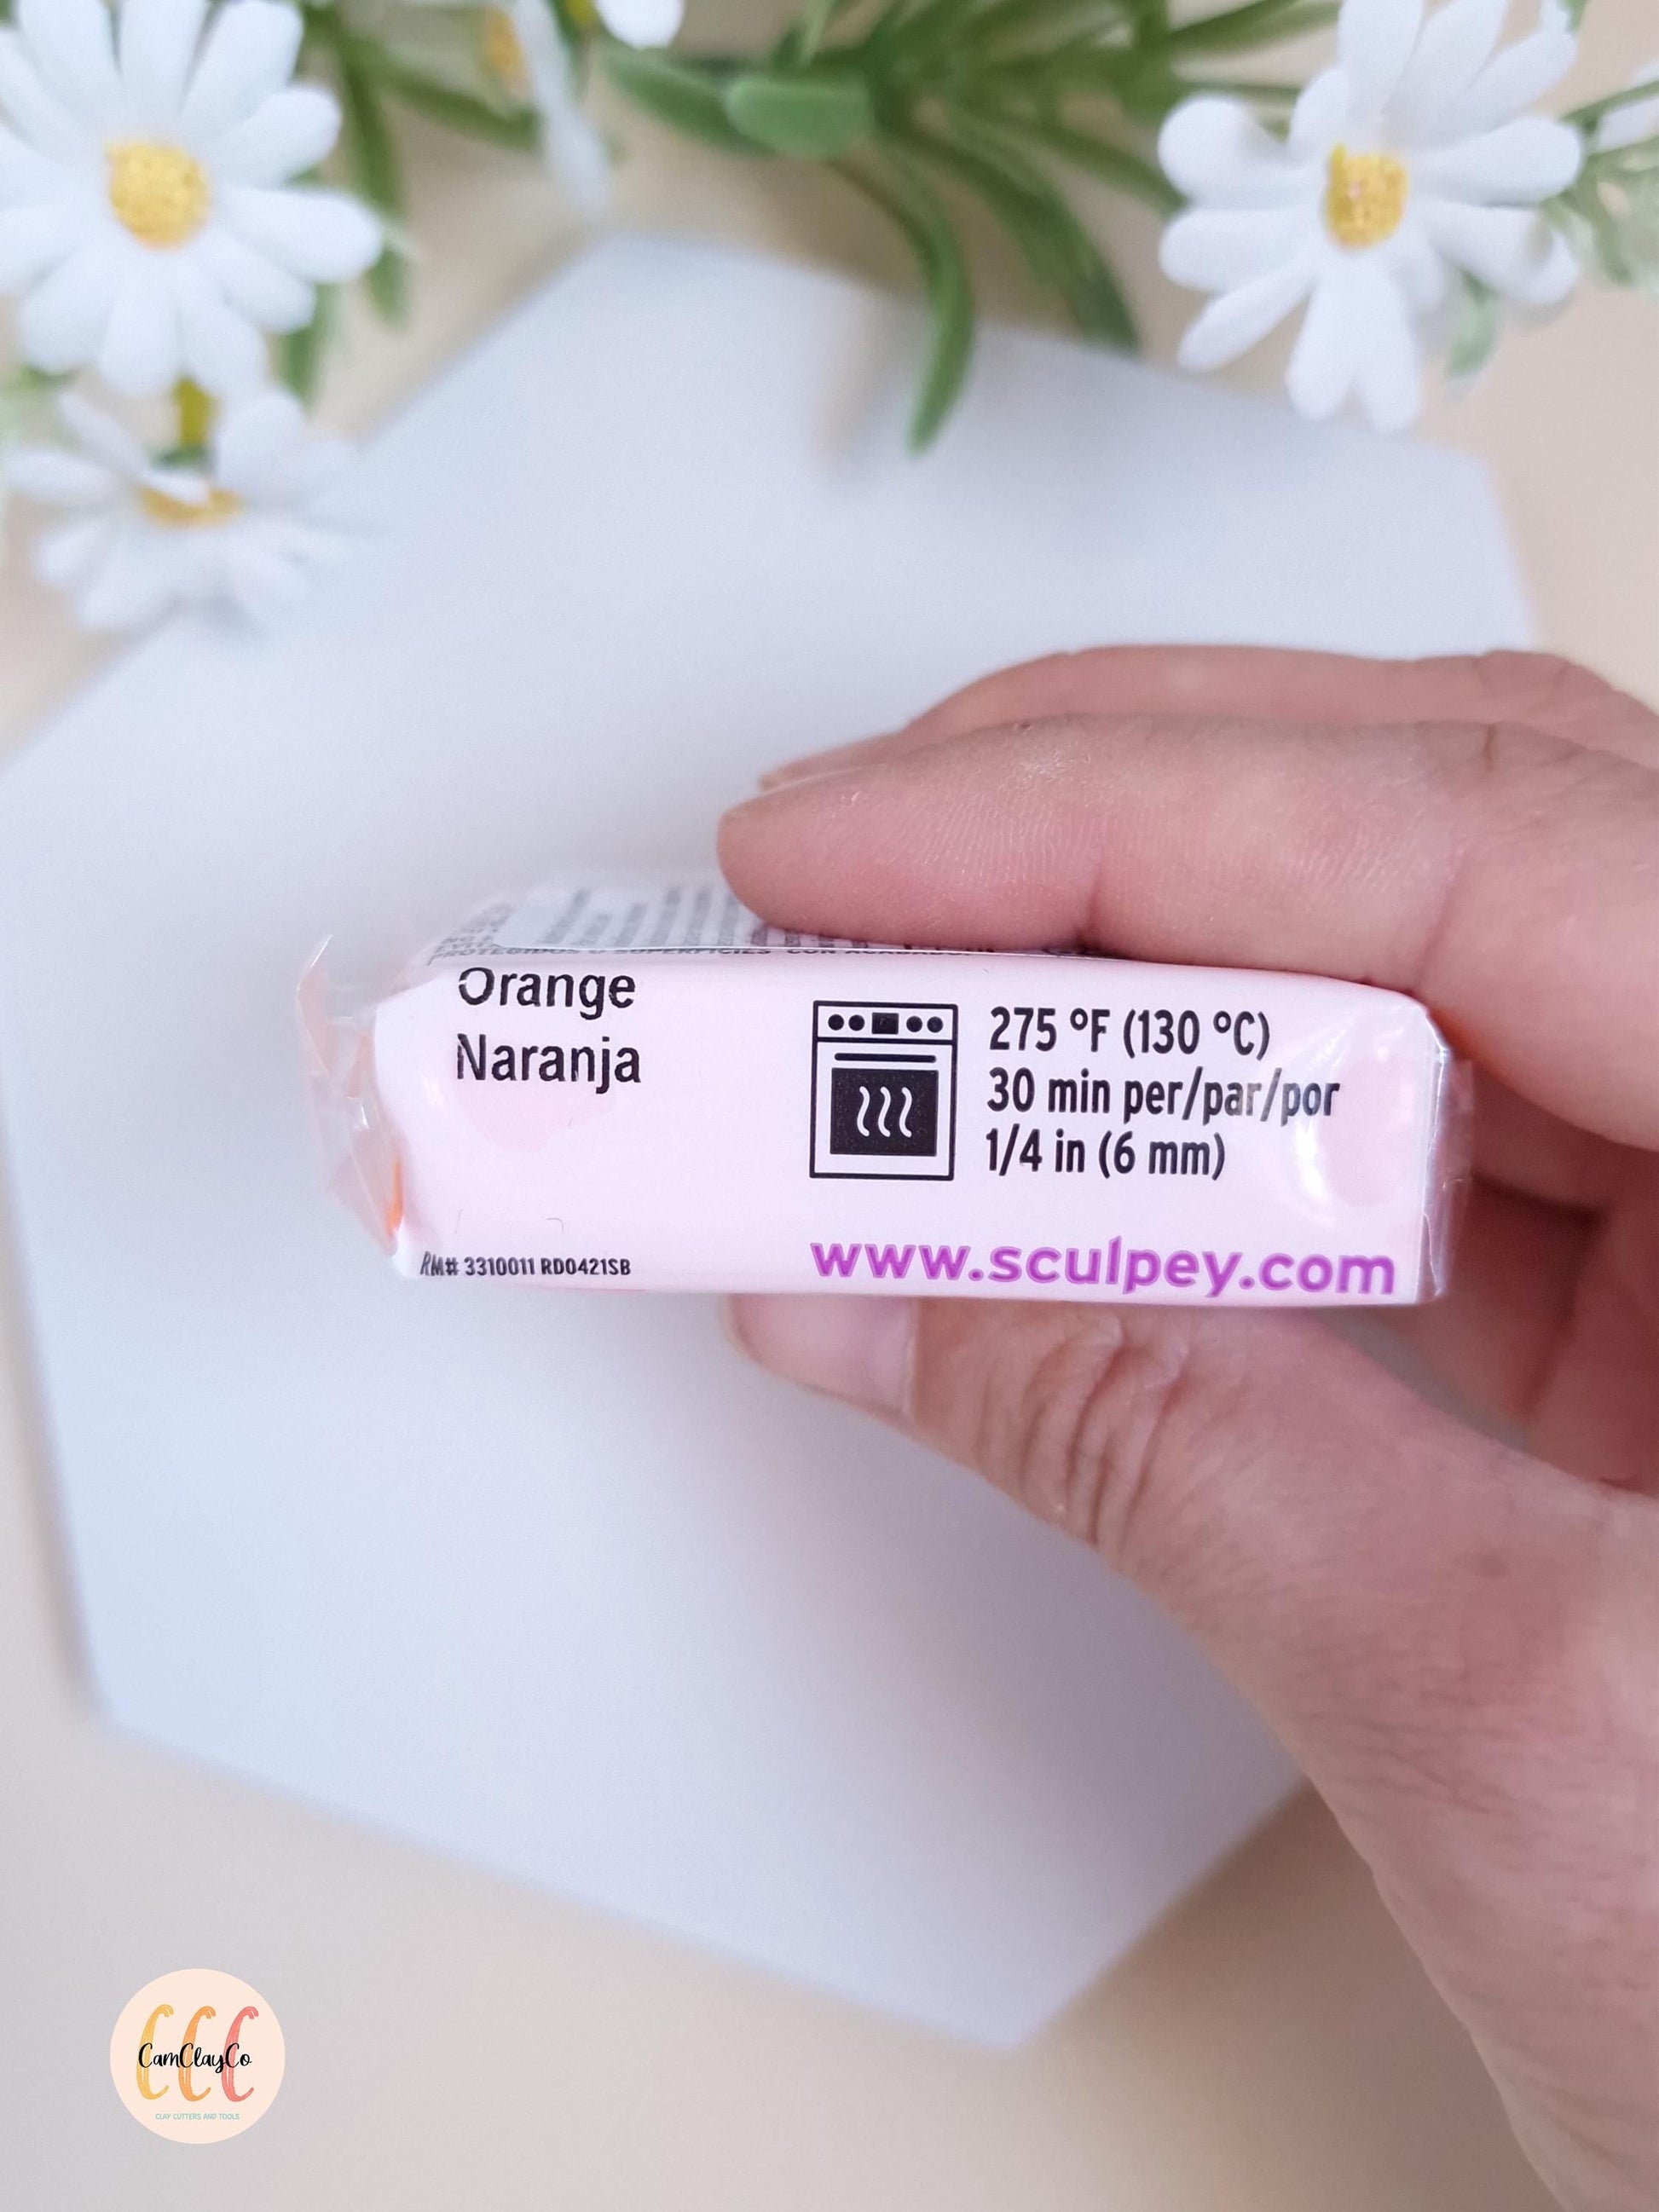 Orange
Naranja
275 °F (130 °C)
30 min per/par/por
1/4 in (6 mm)
RM# 3310011 RD0421SB
www.sculpey.com
CCC
CamClayCo
CLAY CUTTERS AND TOOLS